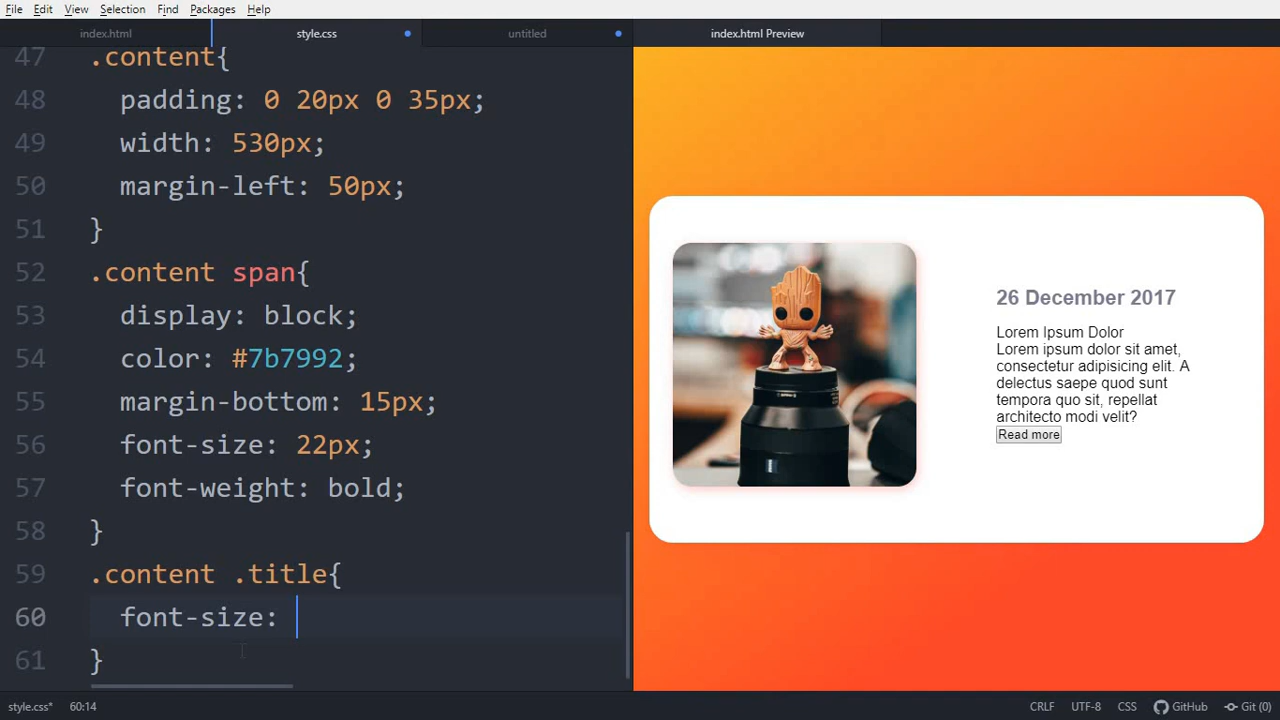 File Edit View Selection Find Packages Help
index.html style.css untitled index.html Preview
47 .content{
48 padding: 0 20px 0 35px;
49 width: 530px;
50 margin-left: 50px;
51 }
52 .content span{
53 display: block;
54 color: #7b7992;
55 margin-bottom: 15px;
56 font-size: 22px;
57 font-weight: bold;
58 }
59 .content .title{
60 font-size:
61 }
26 December 2017
Lorem Ipsum Dolor
Lorem ipsum dolor sit amet,
consectetur adipisicing elit. A
delectus saepe quod sunt
tempora quo sit, repellat
architecto modi velit?
Read more
style.css* 60:14 CRLF UTF-8 CSS GitHub Git (0)